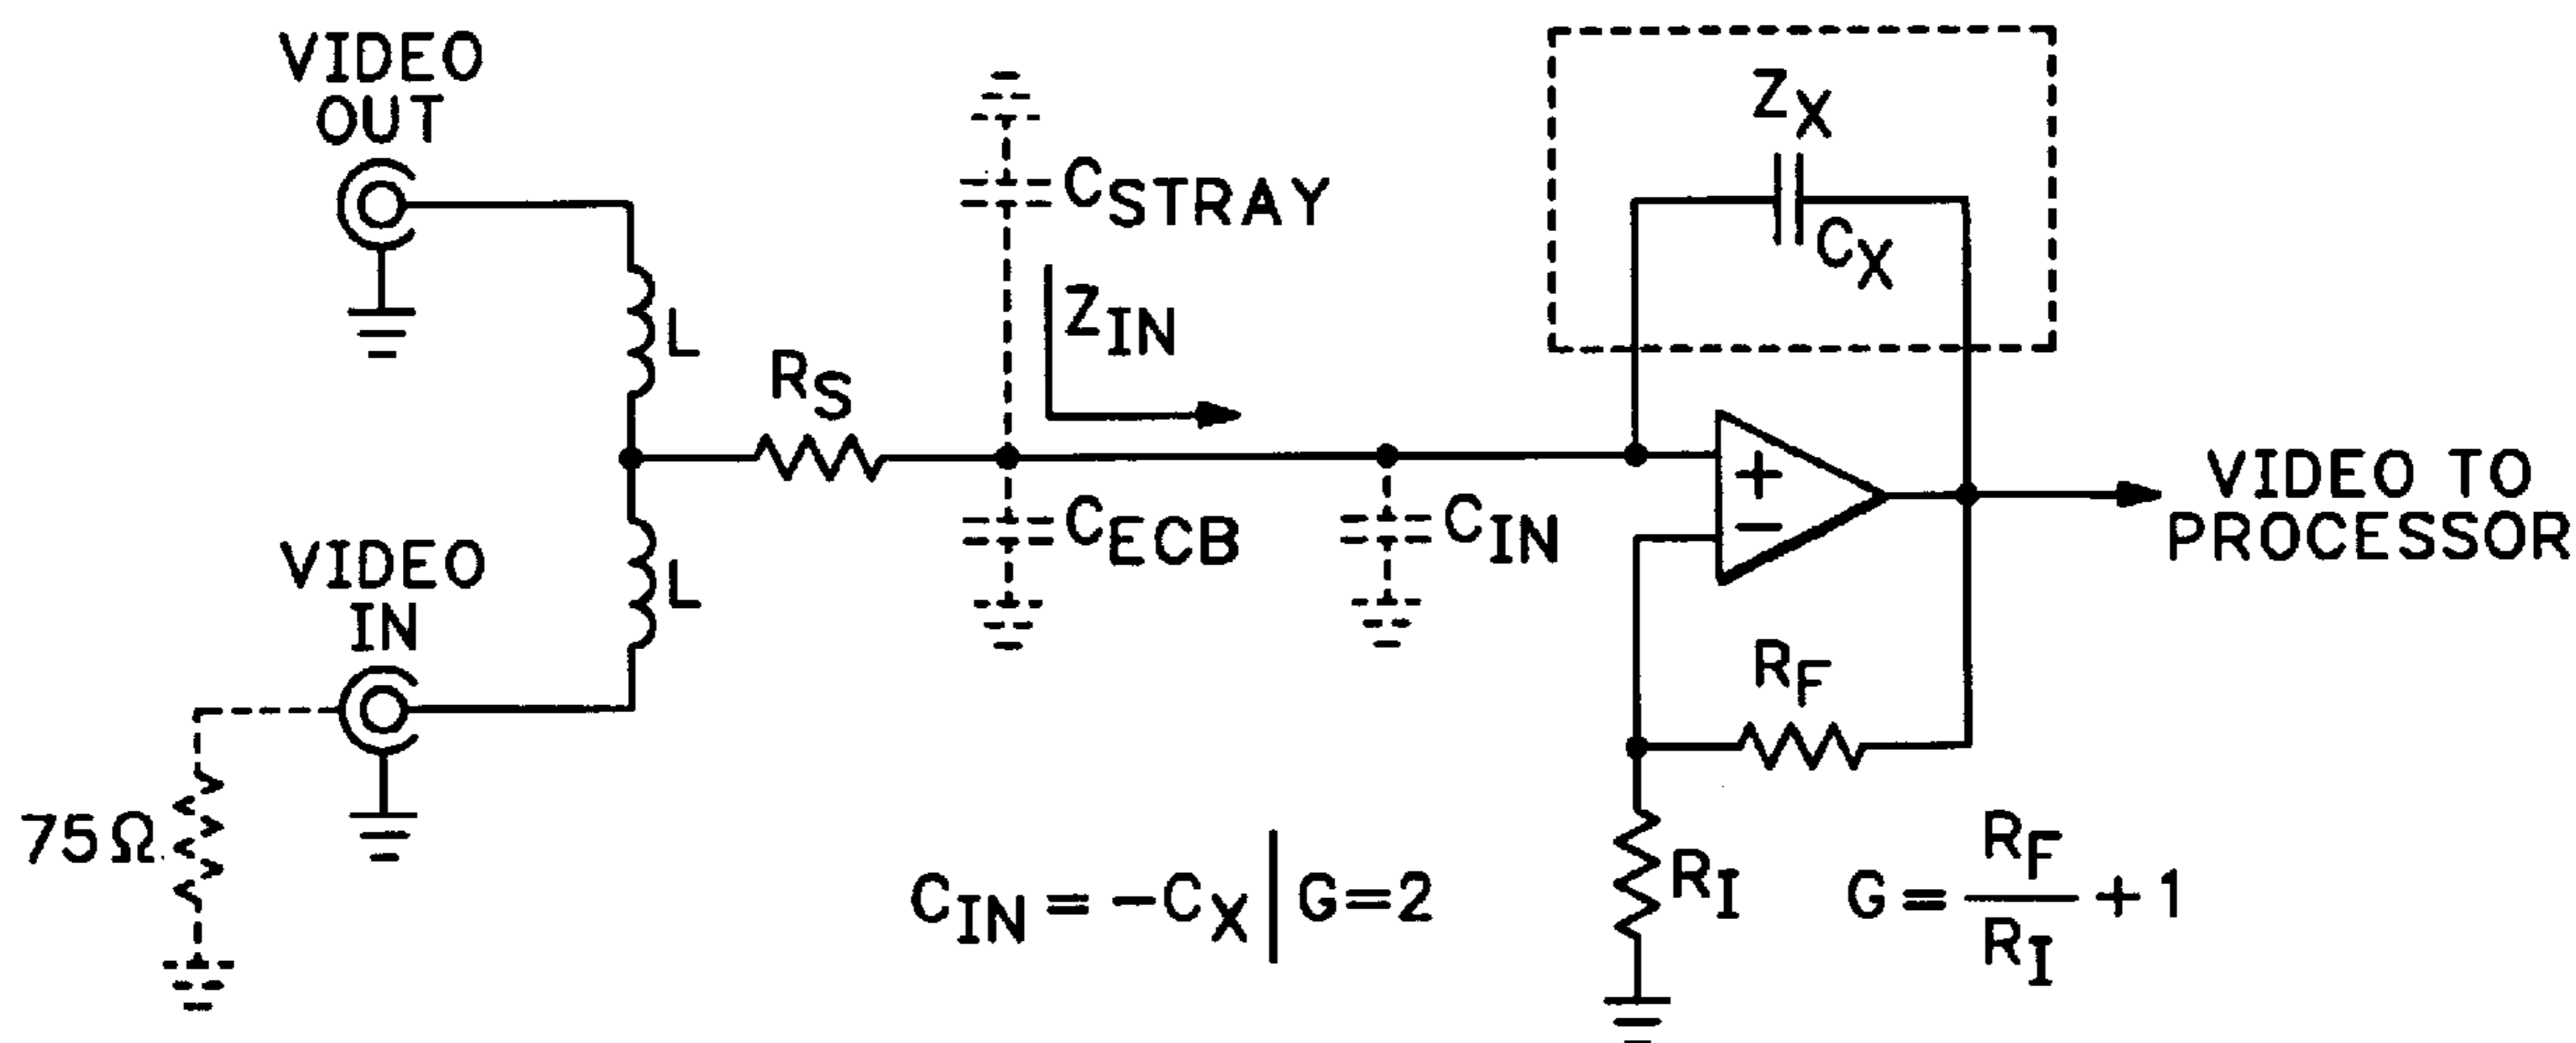 VIDEO
OUT
L
R_S
C_STRAY
Z_IN
C_ECB
C_IN
Z_X
C_X
+
−
VIDEO TO
PROCESSOR
VIDEO
IN
L
75Ω
R_F
R_I
C_IN = -C_X | G=2
G = R_F/R_I + 1